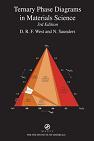 Ternary Phase Diagrams
in Materials Science
3rd Edition
D. R. F. West and N. Saunders